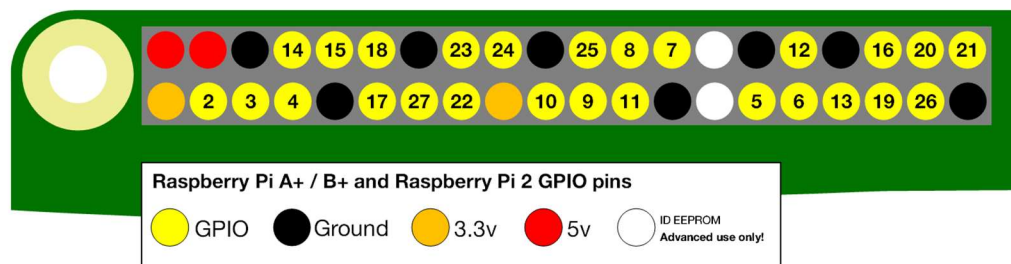 14 15 18 23 24 25 8 7 12 16 20 21
2 3 4 17 27 22 10 9 11 5 6 13 19 26
Raspberry Pi A+ / B+ and Raspberry Pi 2 GPIO pins
GPIO Ground 3.3v 5v ID EEPROM
Advanced use only!